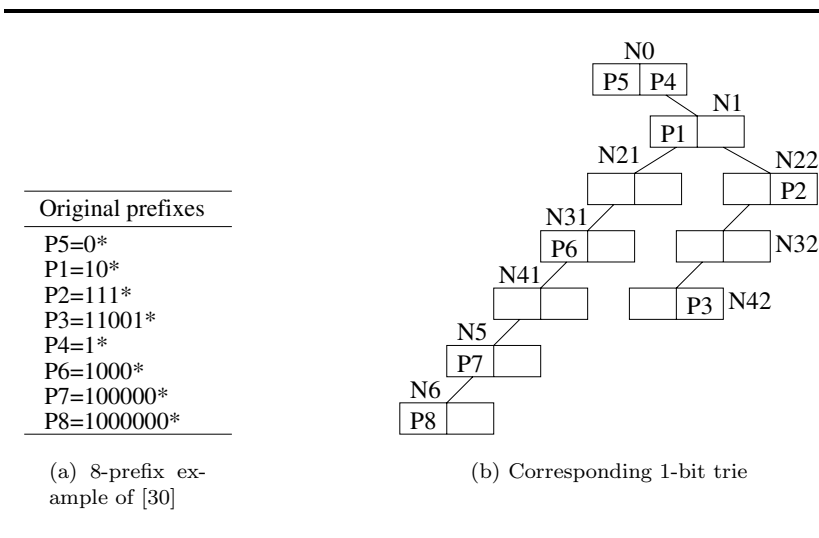 Original prefixes
P5=0*
P1=10*
P2=111*
P3=11001*
P4=1*
P6=1000*
P7=100000*
P8=1000000*
(a) 8-prefix ex-
ample of [30]
N0
P5 P4
N1
P1
N21
N22
P2
N31
P6
N32
N41
P3 N42
N5
P7
N6
P8
(b) Corresponding 1-bit trie